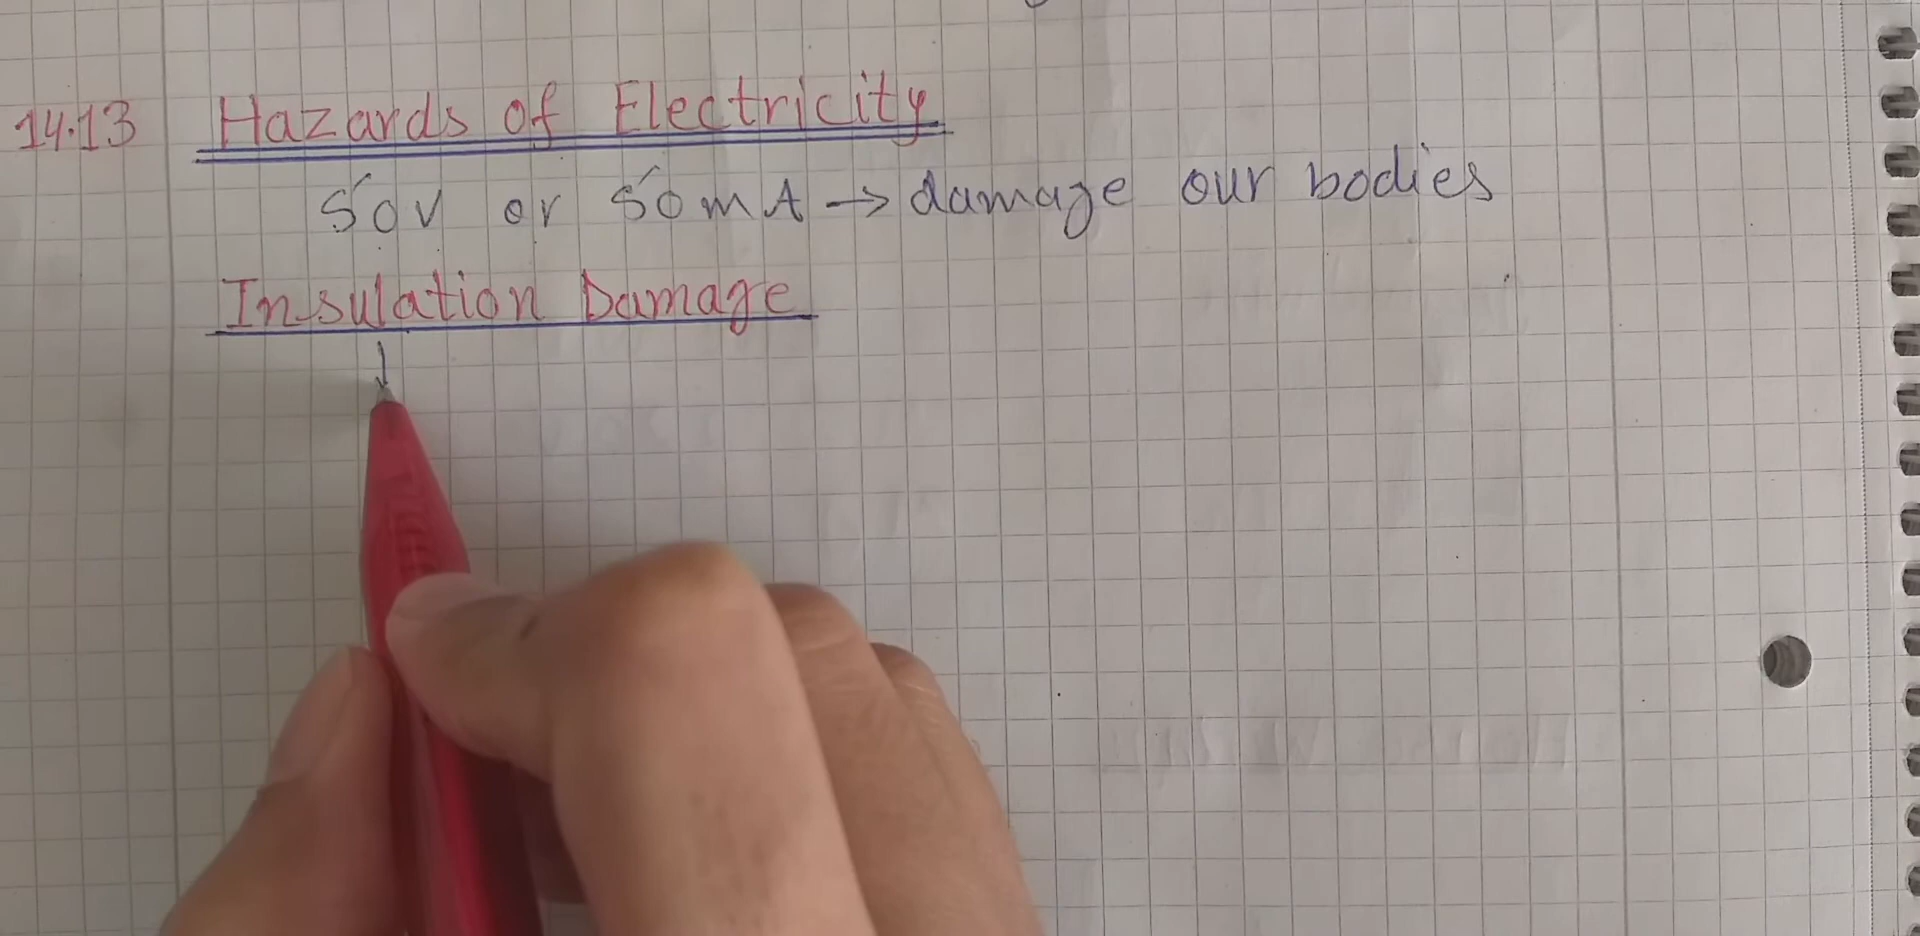 14.13 Hazards of Electricity
50V or 50mA → damage our bodies
Insulation Damage